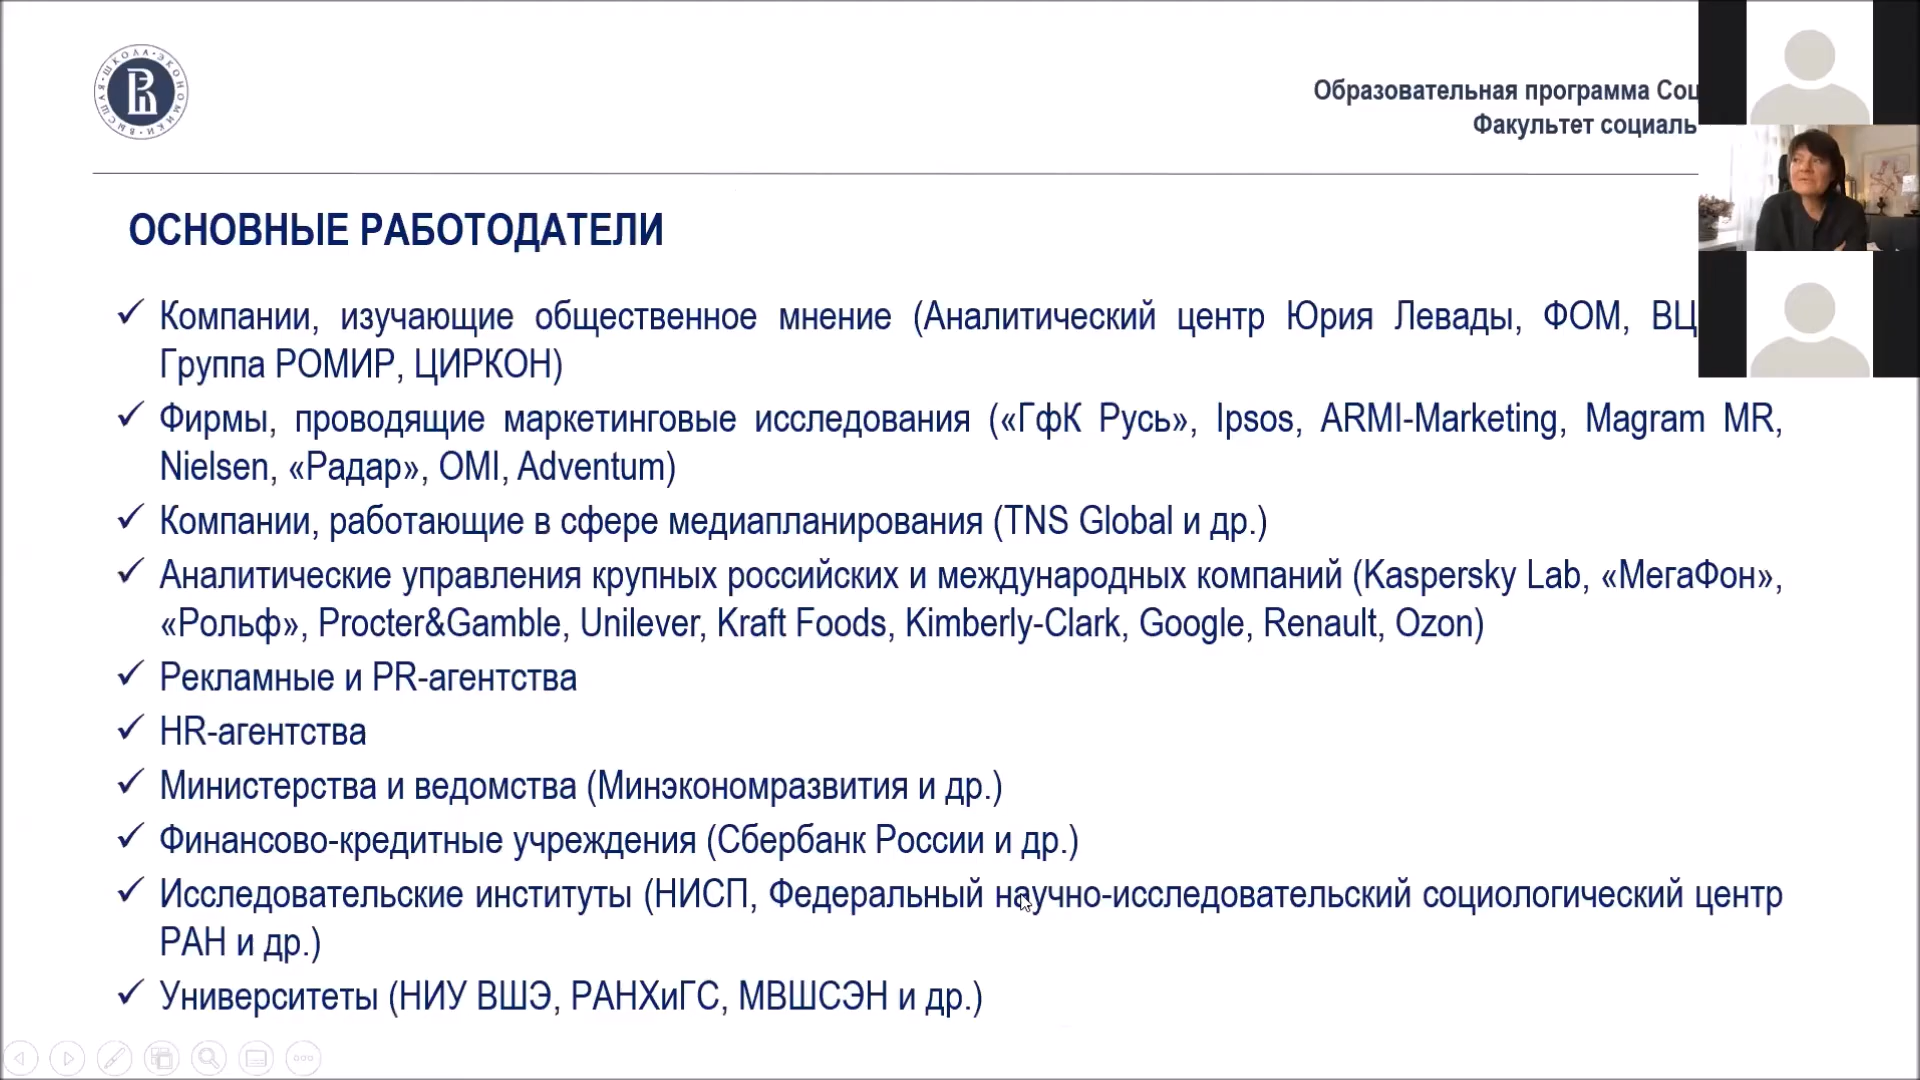 ВЫСШАЯ ШКОЛА ЭКОНОМИКИ
Образовательная программа
Факультет
ОСНОВНЫЕ РАБОТОДАТЕЛИ
✓ Компании, изучающие общественное мнение (Аналитический центр Юрия Левады, ФОМ,
Группа РОМИР, ЦИРКОН)
✓ Фирмы, проводящие маркетинговые исследования («ГфК Русь», Ipsos, ARMI-Marketing, Magram MR,
Nielsen, «Радар», OMI, Adventum)
✓ Компании, работающие в сфере медиапланирования (TNS Global и др.)
✓ Аналитические управления крупных российских и международных компаний (Kaspersky Lab, «МегаФон»,
«Рольф», Procter&Gamble, Unilever, Kraft Foods, Kimberly-Clark, Google, Renault, Ozon)
✓ Рекламные и PR-агентства
✓ HR-агентства
✓ Министерства и ведомства (Минэкономразвития и др.)
✓ Финансово-кредитные учреждения (Сбербанк России и др.)
✓ Исследовательские институты (НИСП, Федеральный научно-исследовательский социологический центр
РАН и др.)
✓ Университеты (НИУ ВШЭ, РАНХиГС, МВШСЭН и др.)